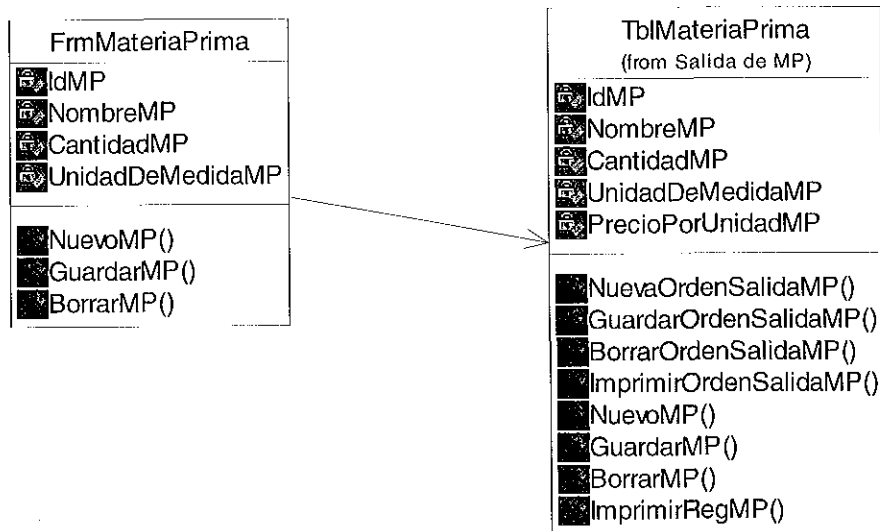 FrmMateriaPrima
IdMP
NombreMP
CantidadMP
UnidadDeMedidaMP
NuevoMP()
GuardarMP()
BorrarMP()
TblMateriaPrima
(from Salida de MP)
IdMP
NombreMP
CantidadMP
UnidadDeMedidaMP
PrecioPorUnidadMP
NuevaOrdenSalidaMP()
GuardarOrdenSalidaMP()
BorrarOrdenSalidaMP()
ImprimirOrdenSalidaMP()
NuevoMP()
GuardarMP()
BorrarMP()
ImprimirRegMP()